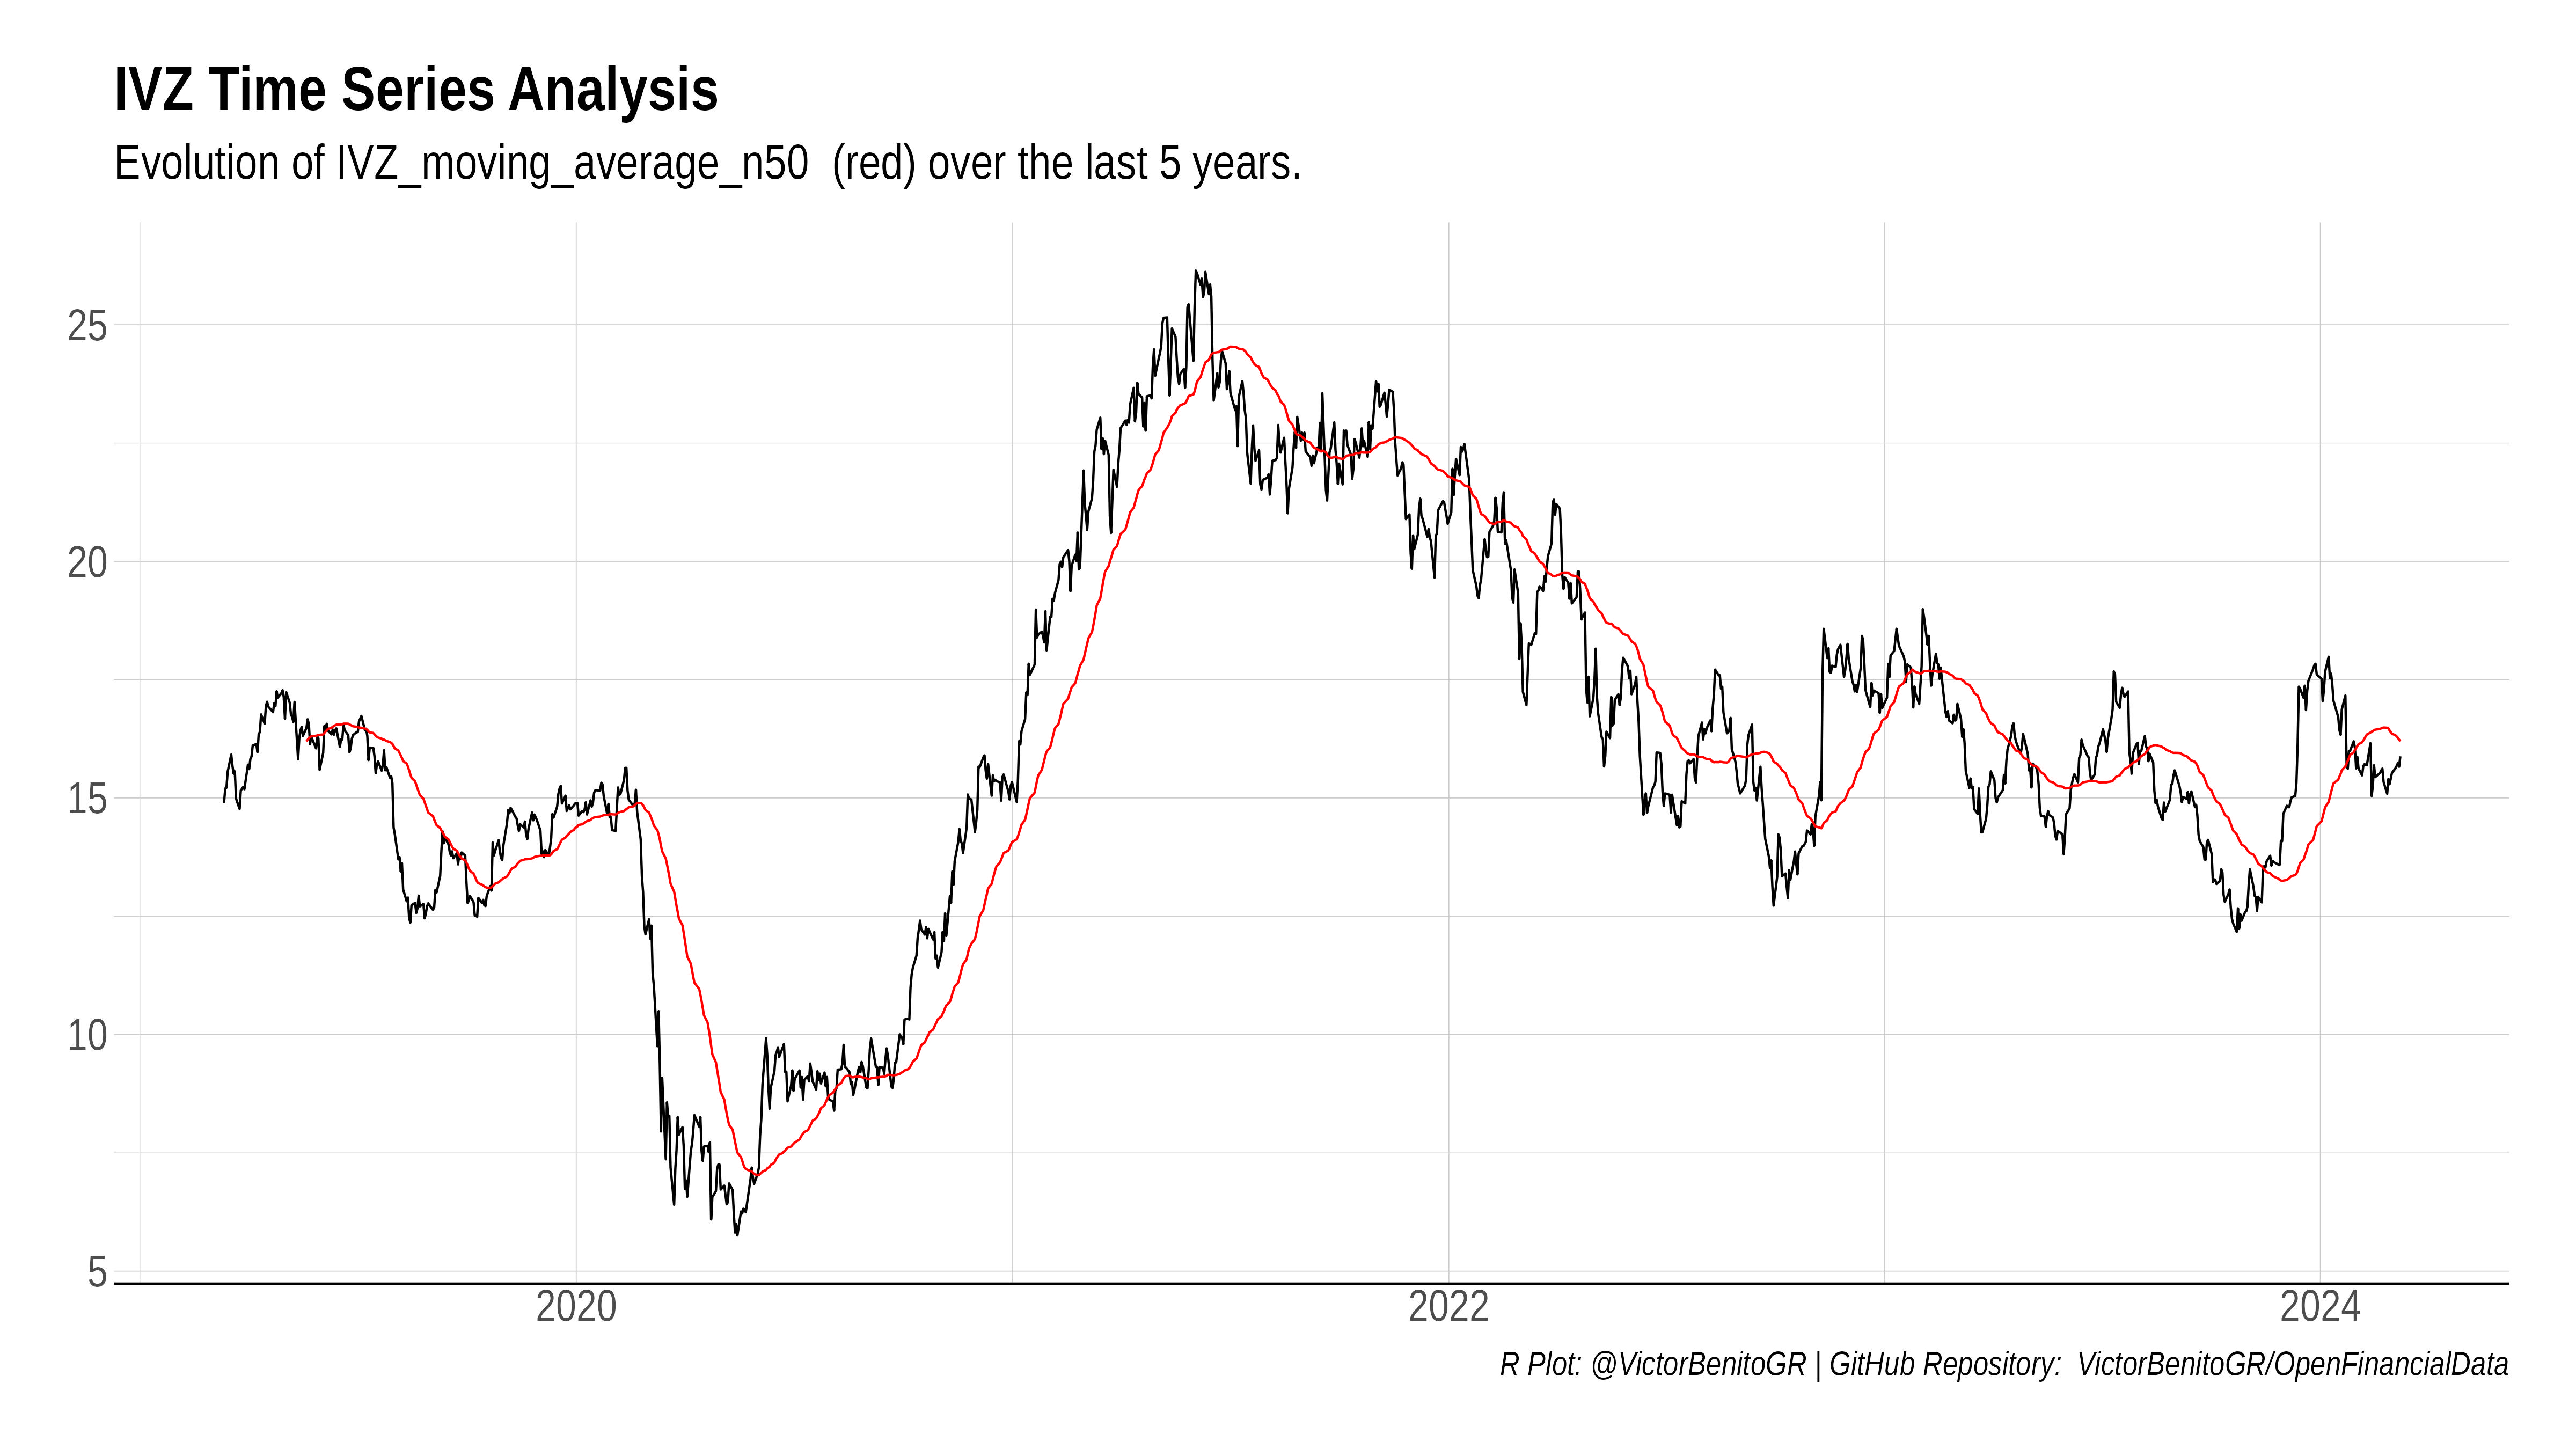 IVZ Time Series Analysis
Evolution of IVZ_moving_average_n50  (red) over the last 5 years.
25
20
15
10
5
2020
2022
2024
R Plot: @VictorBenitoGR | GitHub Repository:  VictorBenitoGR/OpenFinancialData